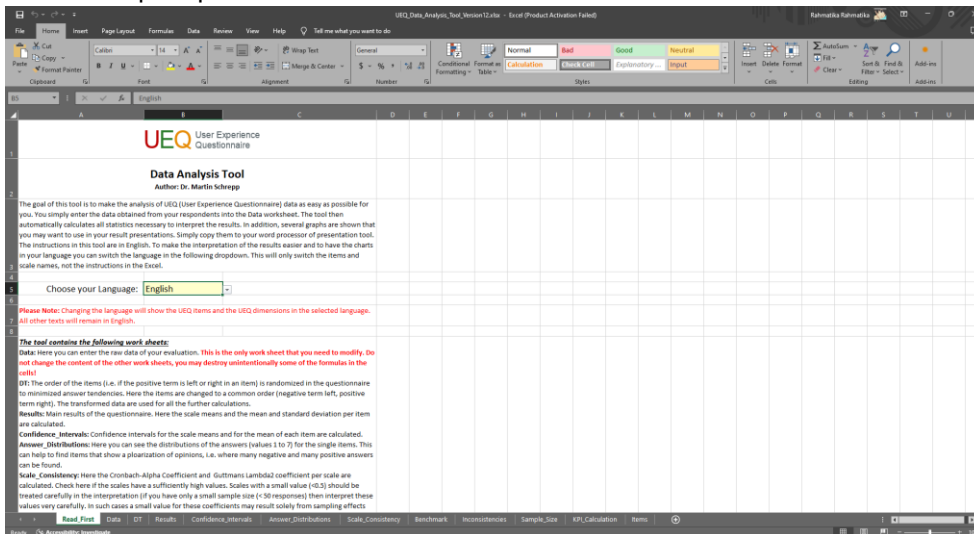 UEQ_Data_Analysis_Tool_Version12.xlsx - Excel (Product Activation Failed)
Rahmatika Rahmatika
File Home Insert Page Layout Formulas Data Review View Help Tell me what you want to do
Paste
Cut
Copy
Format Painter
Clipboard
Calibri 14
B I U
Font
Wrap Text
Merge & Center
Alignment
General
$ %
Number
Conditional Formatting
Format as Table
Normal Bad Good Neutral
Calculation Check Cell Explanatory ... Input
Styles
Insert Delete Format
Cells
AutoSum
Fill
Clear
Sort & Filter
Find & Select
Editing
Add-ins
Add-ins
B5 English
A B C D E F G H I J K L M N O P Q R S T U
1
UEQ User Experience
Questionnaire
2
Data Analysis Tool
Author: Dr. Martin Schrepp
The goal of this tool is to make the analysis of UEQ (User Experience Questionnaire) data as easy as possible for
you. You simply enter the data obtained from your respondents into the Data worksheet. The tool then
automatically calculates all statistics necessary to interpret the results. In addition, several graphs are shown that
you may want to use in your result presentations. Simply copy them to your word processor of presentation tool.
The instructions in this tool are in English. To make the interpretation of the results easier and to have the charts
in your language you can switch the language in the following dropdown. This will only switch the items and
3 scale names, not the instructions in the Excel.
4
5 Choose your Language: English
6
Please Note: Changing the language will show the UEQ items and the UEQ dimensions in the selected language.
7 All other texts will remain in English.
8
The tool contains the following work sheets:
Data: Here you can enter the raw data of your evaluation. This is the only work sheet that you need to modify. Do
not change the content of the other work sheets, you may destroy unintentionally some of the formulas in the
cells!
DT: The order of the items (i.e. if the positive term is left or right in an item) is randomized in the questionnaire
to minimized answer tendencies. Here the items are changed to a common order (negative term left, positive
term right). The transformed data are used for all the further calculations.
Results: Main results of the questionnaire. Here the scale means and the mean and standard deviation per item
are calculated.
Confidence_Intervals: Confidence intervals for the scale means and for the mean of each item are calculated.
Answer_Distributions: Here you can see the distributions of the answers (values 1 to 7) for the single items. This
can help to find items that show a ploarization of opinions, i.e. where many negative and many positive answers
can be found.
Scale_Consistency: Here the Cronbach-Alpha Coefficient and Guttmans Lambda2 coefficient per scale are
calculated. Check here if the scales have a sufficiently high values. Scales with a small value (<0.5) should be
treated carefully in the interpretation (if you have only a small sample size (< 50 responses) then interpret these
values very carefully. In such cases a small value for these coefficients may result solely from sampling effects
Read_First Data DT Results Confidence_Intervals Answer_Distributions Scale_Consistency Benchmark Inconsistencies Sample_Size KPI_Calculation Items
Ready Accessibility: Investigate